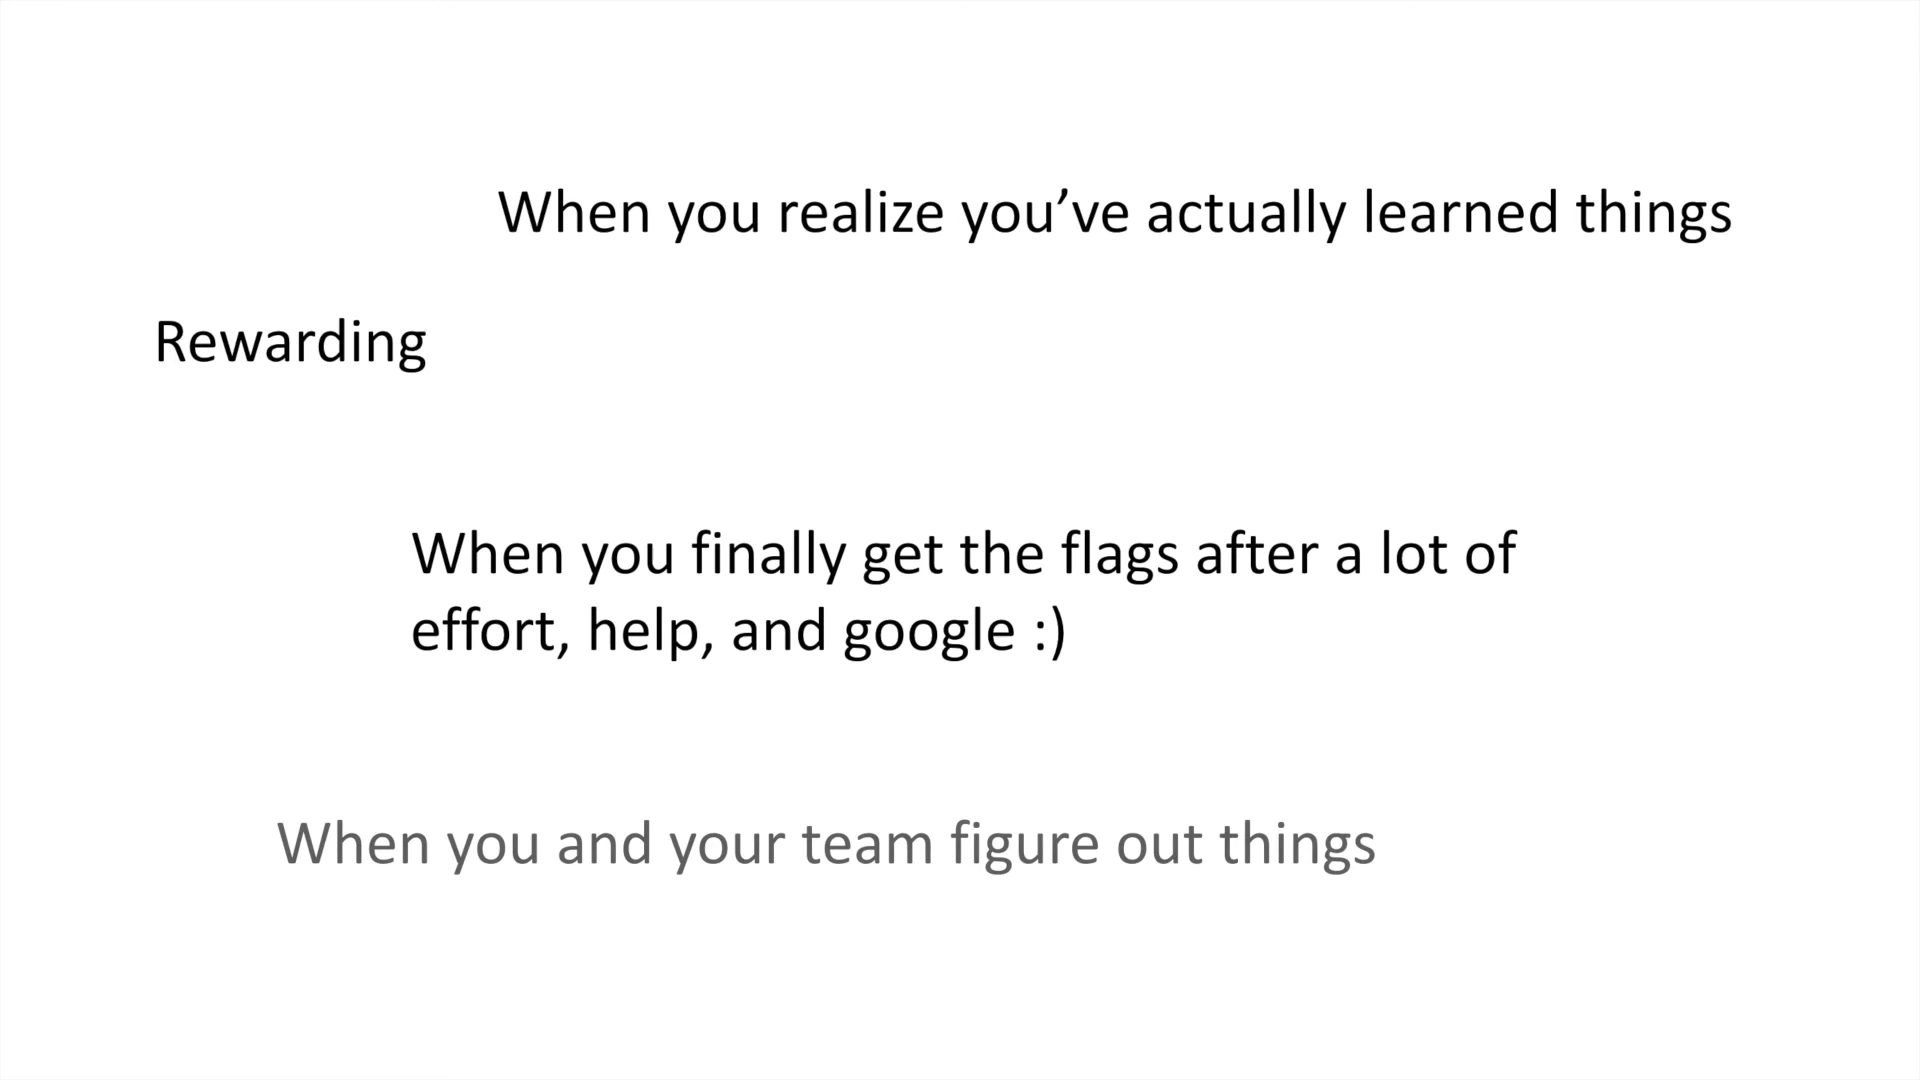 When you realize you’ve actually learned things
Rewarding
When you finally get the flags after a lot of
effort, help, and google :)
When you and your team figure out things